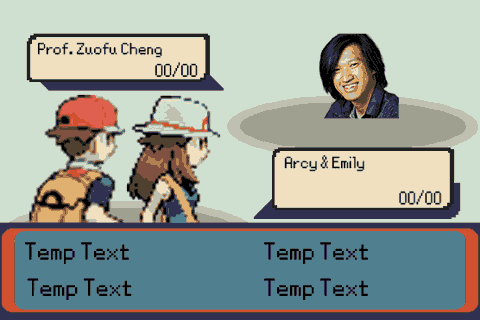 Prof. Zuofu Cheng
00/00
Arcy & Emily
00/00
Temp Text Temp Text
Temp Text Temp Text